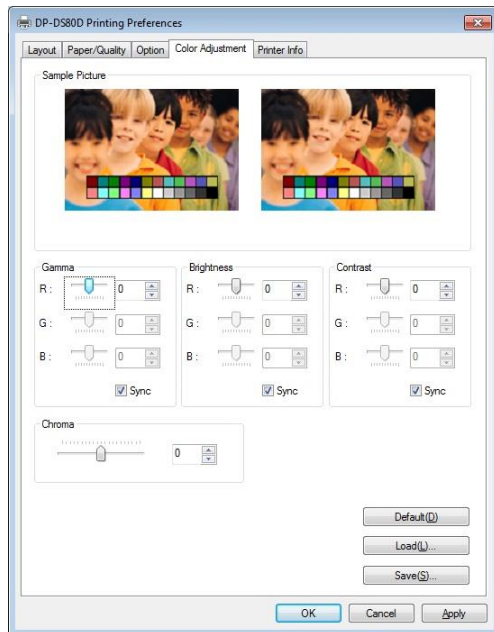 DP-DS80D Printing Preferences
Layout Paper/Quality Option Color Adjustment Printer Info
Sample Picture
Gamma Brightness Contrast
R : 0 R : 0 R : 0
G : 0 G : 0 G : 0
B : 0 B : 0 B : 0
Sync Sync Sync
Chroma
0
Default(D)
Load(L)...
Save(S)...
OK Cancel Apply